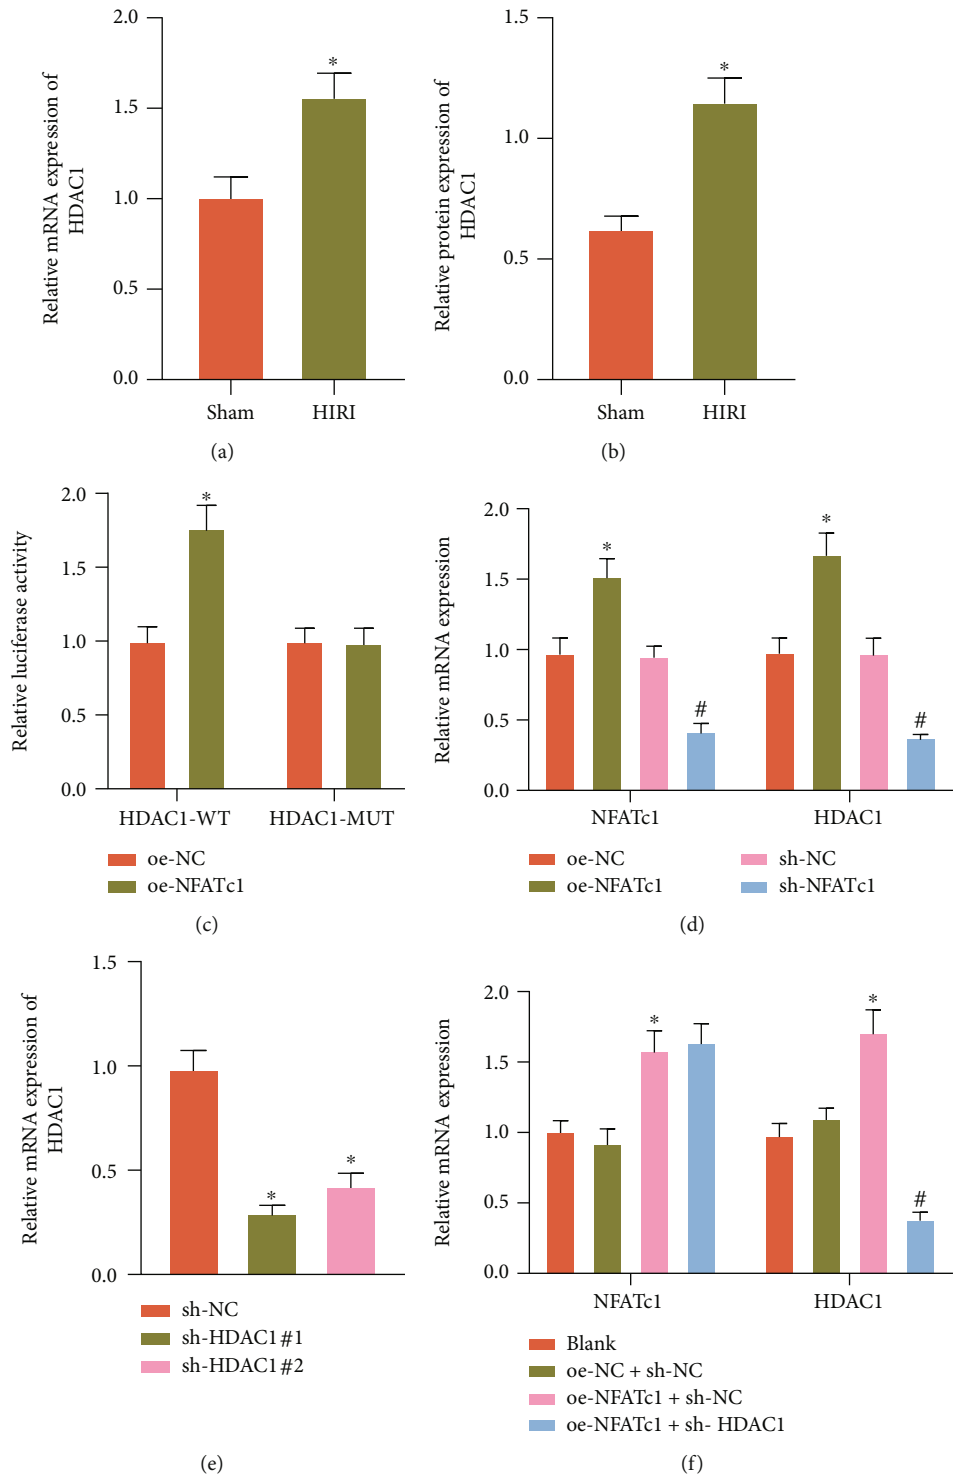 2.0
1.5
1.0
0.5
0.0
Relative mRNA expression of
HDAC1
*
Sham
HIRI
(a)
1.5
1.0
0.5
0.0
Relative protein expression of
HDAC1
*
Sham
HIRI
(b)
2.0
1.5
1.0
0.5
0.0
Relative luciferase activity
*
HDAC1-WT
HDAC1-MUT
oe-NC
oe-NFATc1
(c)
2.0
1.5
1.0
0.5
0.0
Relative mRNA expression
*
#
*
#
NFATc1
HDAC1
oe-NC
oe-NFATc1
sh-NC
sh-NFATc1
(d)
1.5
1.0
0.5
0.0
Relative mRNA expression of
HDAC1
*
*
sh-NC
sh-HDAC1#1
sh-HDAC1#2
(e)
2.0
1.5
1.0
0.5
0.0
Relative mRNA expression
*
*
#
NFATc1
HDAC1
Blank
oe-NC + sh-NC
oe-NFATc1 + sh-NC
oe-NFATc1 + sh- HDAC1
(f)